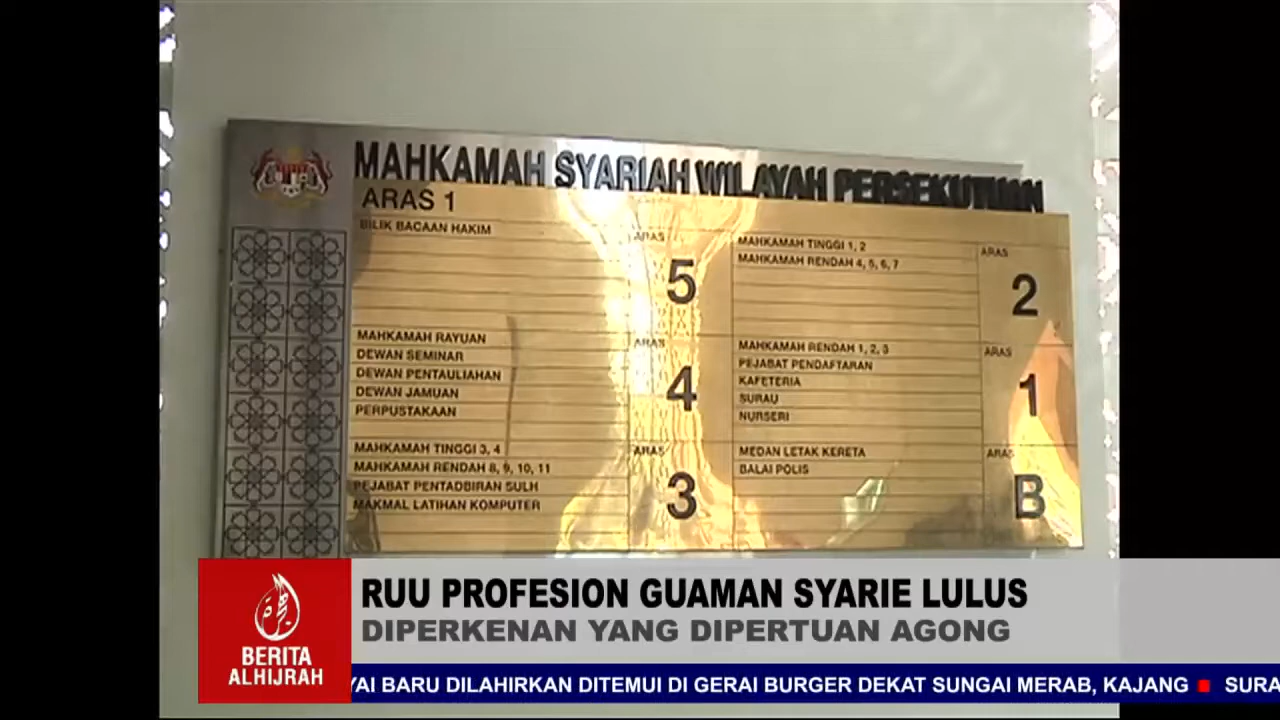 MAHKAMAH SYARIAH WILAYAH PERSEKUTUAN
ARAS 1
BILIK BACAAN HAKIM
ARAS
5
MAHKAMAH RAYUAN
DEWAN SEMINAR
DEWAN PENTAULIAHAN
DEWAN JAMUAN
PERPUSTAKAAN
ARAS
4
MAHKAMAH TINGGI 3, 4
MAHKAMAH RENDAH 8, 9, 10, 11
PEJABAT PENTADBIRAN SULH
MAKMAL LATIHAN KOMPUTER
ARAS
3
MAHKAMAH TINGGI 1, 2
MAHKAMAH RENDAH 4, 5, 6, 7
ARAS
2
MAHKAMAH RENDAH 1, 2, 3
PEJABAT PENDAFTARAN
KAFETERIA
SURAU
NURSERI
ARAS
1
MEDAN LETAK KERETA
BALAI POLIS
ARAS
B
RUU PROFESION GUAMAN SYARIE LULUS
DIPERKENAN YANG DIPERTUAN AGONG
BERITA
ALHIJRAH
BARU DILAHIRKAN DITEMUI DI GERAI BURGER DEKAT SUNGAI MERAB, KAJANG